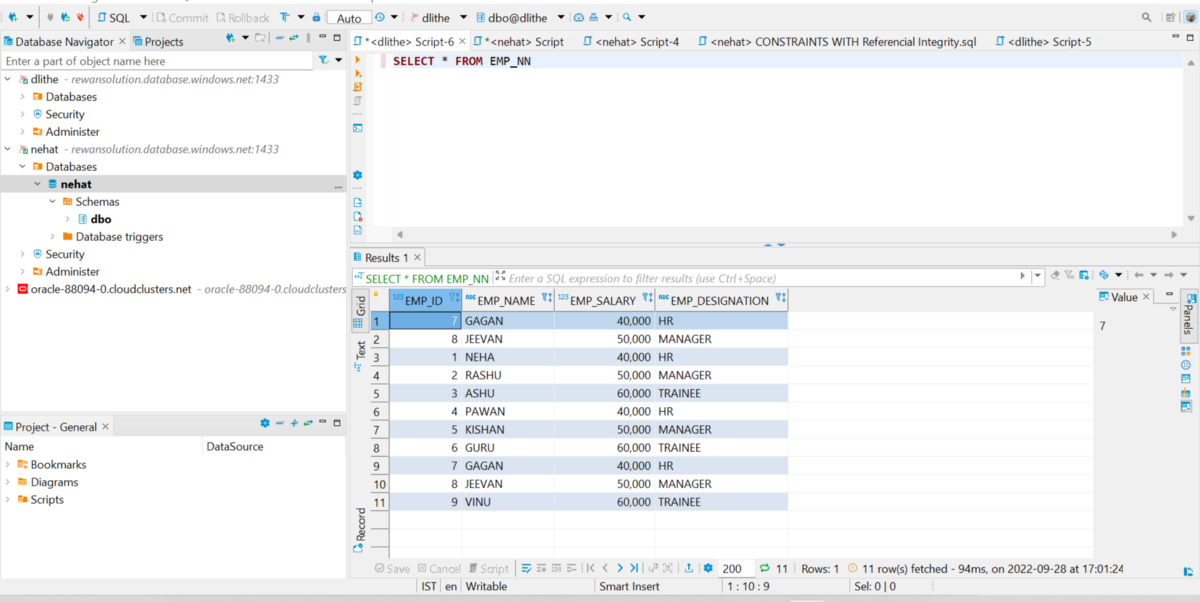 SQL Commit Rollback Auto dlithe dbo@dlithe
Database Navigator Projects
Enter a part of object name here
dlithe - rewansolution.database.windows.net:1433
Databases
Security
Administer
nehat - rewansolution.database.windows.net:1433
Databases
nehat ...
Schemas
dbo
Database triggers
Security
Administer
oracle-88094-0.cloudclusters.net - oracle-88094-0.cloudclusters
Project - General
Name DataSource
Bookmarks
Diagrams
Scripts
*<dlithe> Script-6 *<nehat> Script <nehat> Script-4 <nehat> CONSTRAINTS WITH Referencial Integrity.sql <dlithe> Script-5
SELECT * FROM EMP_NN
Results 1
SELECT * FROM EMP_NN Enter a SQL expression to filter results (use Ctrl+Space)
Grid
Text
Record
123 EMP_ID ABC EMP_NAME 123 EMP_SALARY ABC EMP_DESIGNATION
1 7 GAGAN 40,000 HR
2 8 JEEVAN 50,000 MANAGER
3 1 NEHA 40,000 HR
4 2 RASHU 50,000 MANAGER
5 3 ASHU 60,000 TRAINEE
6 4 PAWAN 40,000 HR
7 5 KISHAN 50,000 MANAGER
8 6 GURU 60,000 TRAINEE
9 7 GAGAN 40,000 HR
10 8 JEEVAN 50,000 MANAGER
11 9 VINU 60,000 TRAINEE
Value
7
Panels
Save Cancel Script 200 11 Rows: 1 11 row(s) fetched - 94ms, on 2022-09-28 at 17:01:24
IST en Writable Smart Insert 1 : 10 : 9 Sel: 0 | 0